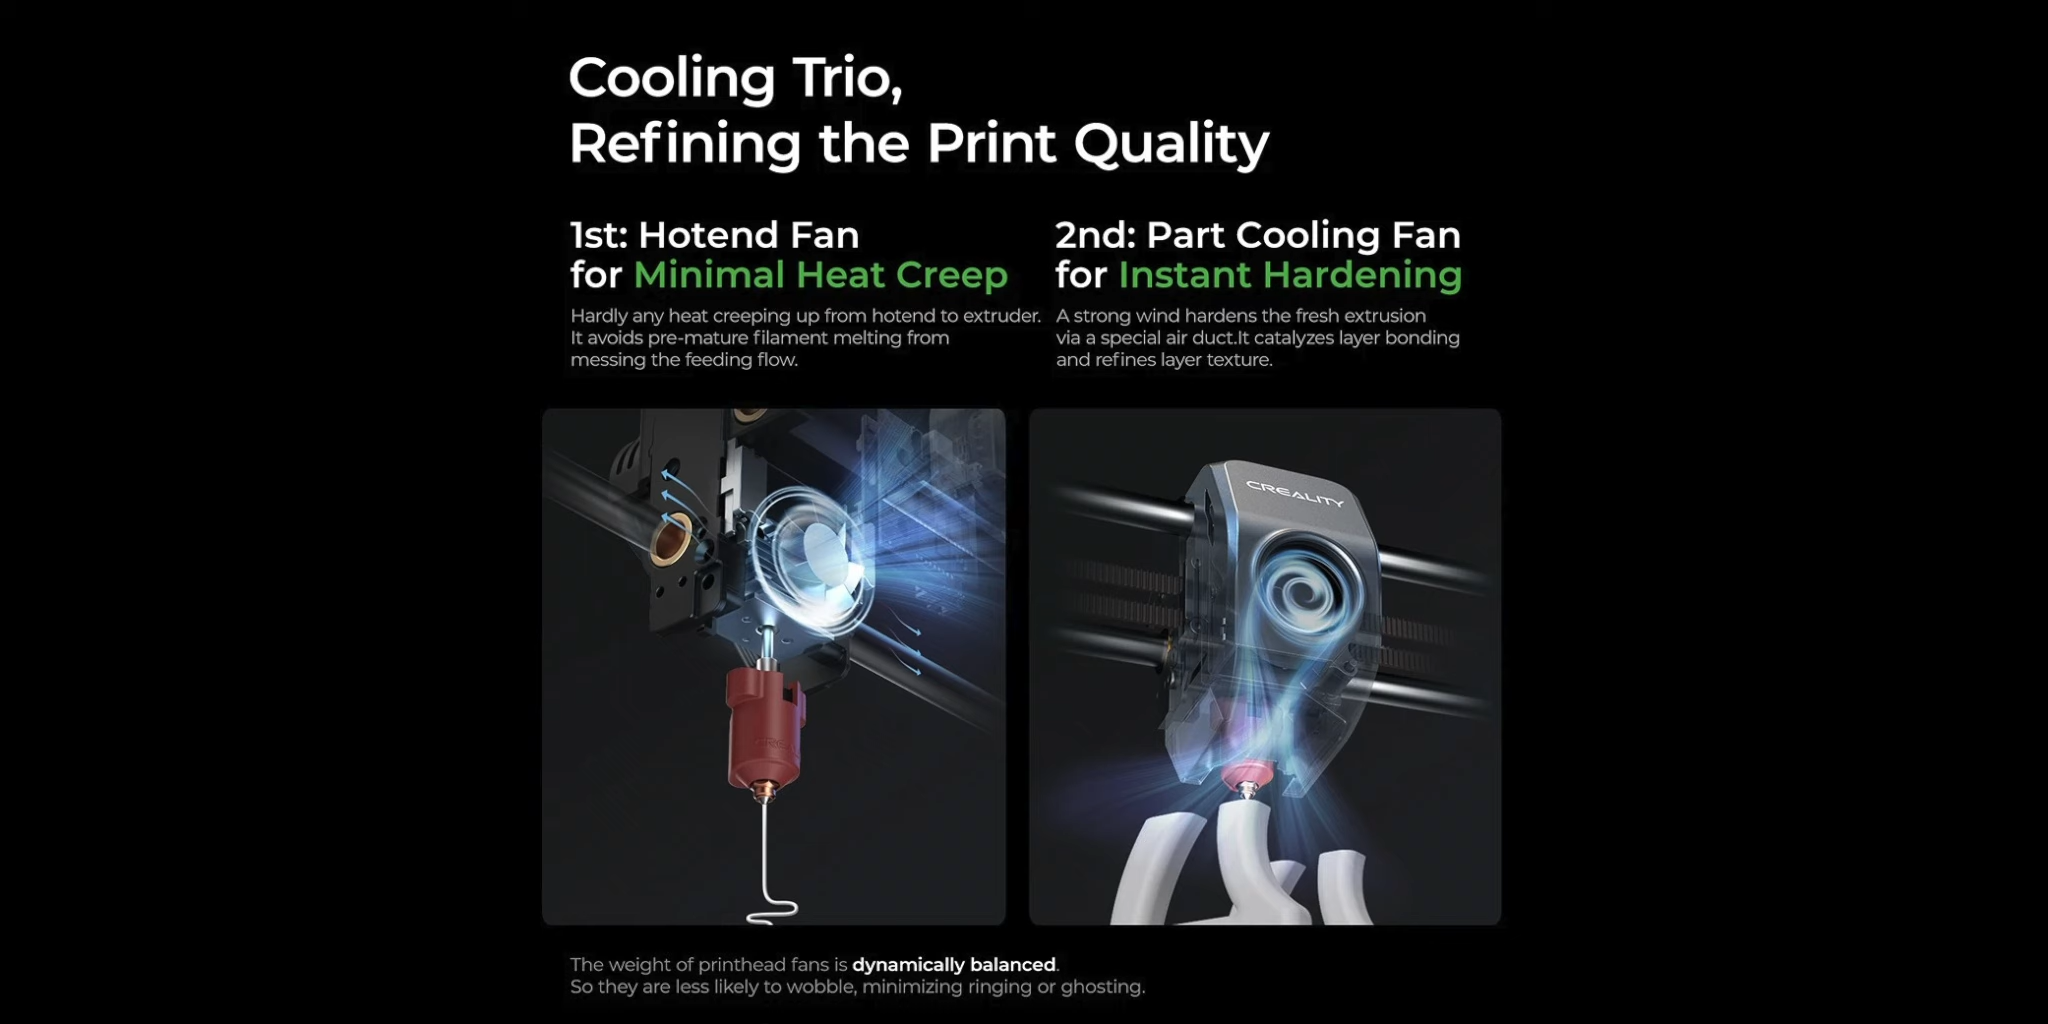 Cooling Trio,
Refining the Print Quality
1st: Hotend Fan
for Minimal Heat Creep
Hardly any heat creeping up from hotend to extruder.
It avoids pre-mature filament melting from
messing the feeding flow.
2nd: Part Cooling Fan
for Instant Hardening
A strong wind hardens the fresh extrusion
via a special air duct.It catalyzes layer bonding
and refines layer texture.
CREALITY
The weight of printhead fans is dynamically balanced.
So they are less likely to wobble, minimizing ringing or ghosting.